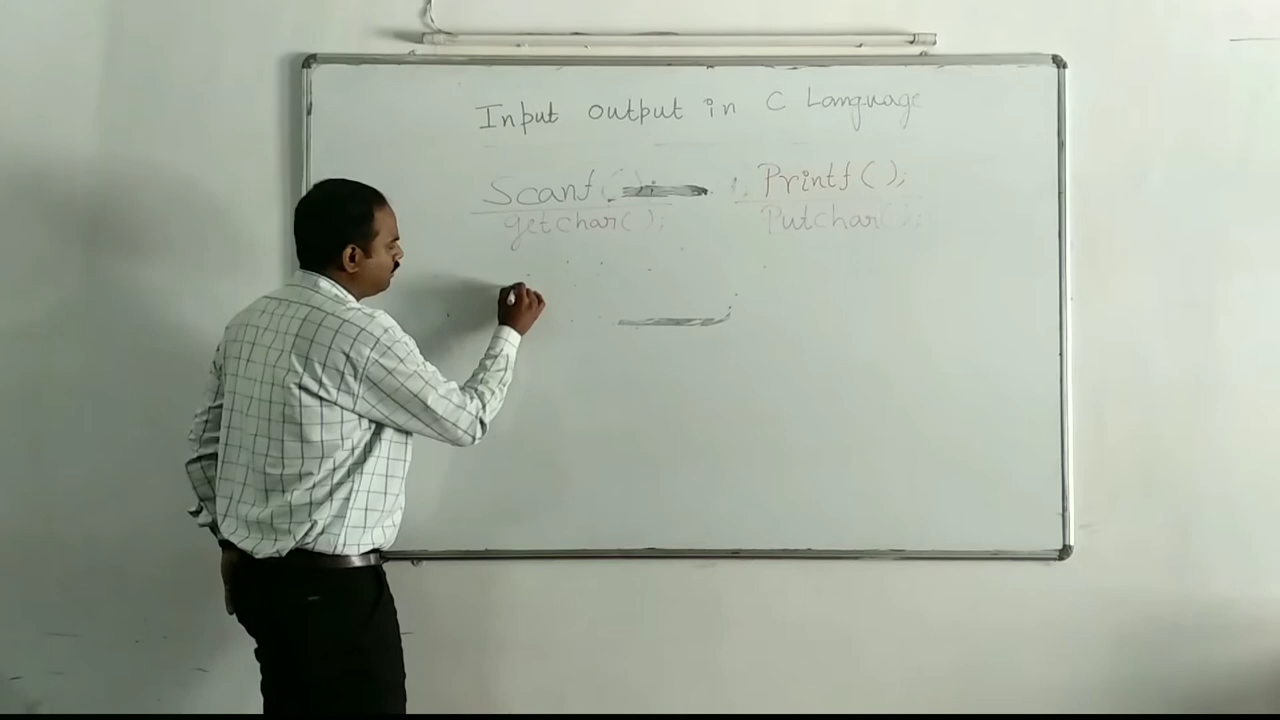 Input output in C Language
Scanf( ); Printf( );
getchar( ); Putchar( );